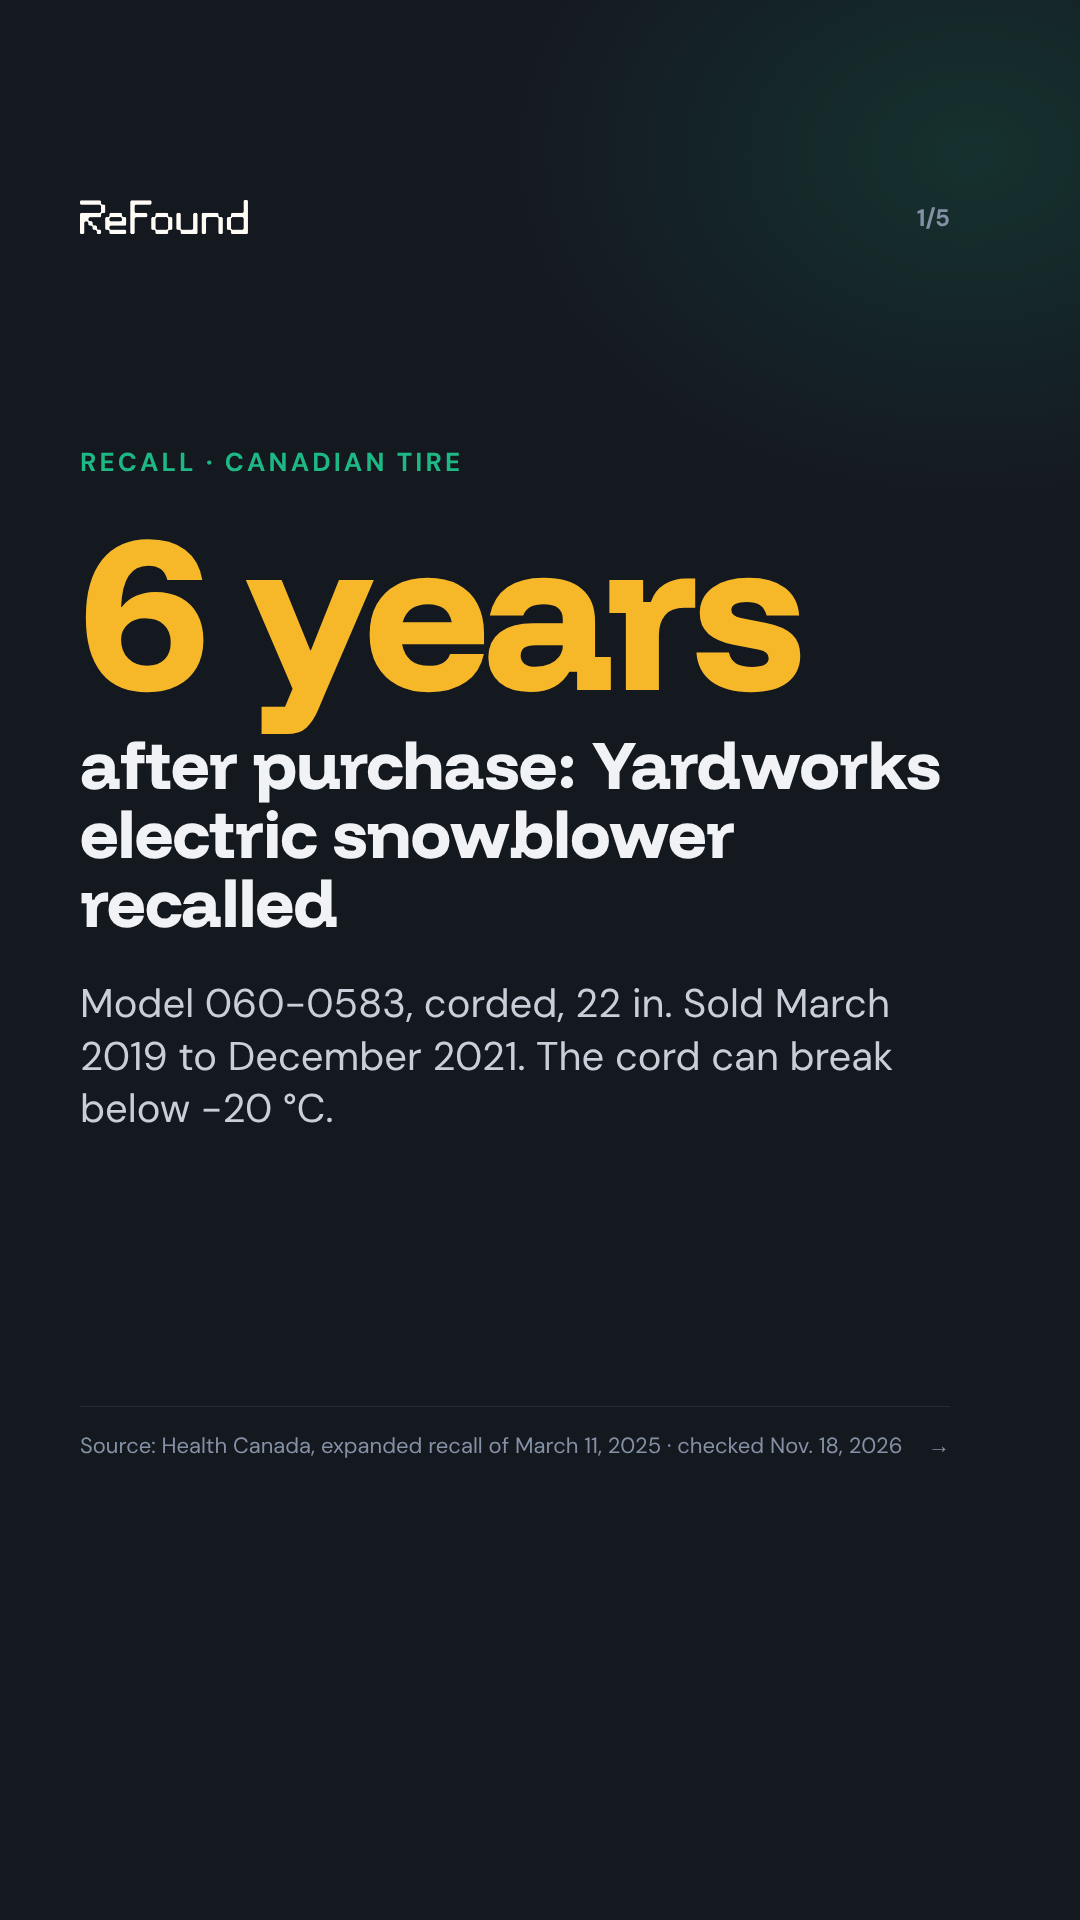 ReFound
1/5
RECALL · CANADIAN TIRE
6 years
after purchase: Yardworks
electric snowblower
recalled
Model 060-0583, corded, 22 in. Sold March
2019 to December 2021. The cord can break
below -20 °C.
Source: Health Canada, expanded recall of March 11, 2025 · checked Nov. 18, 2026 →